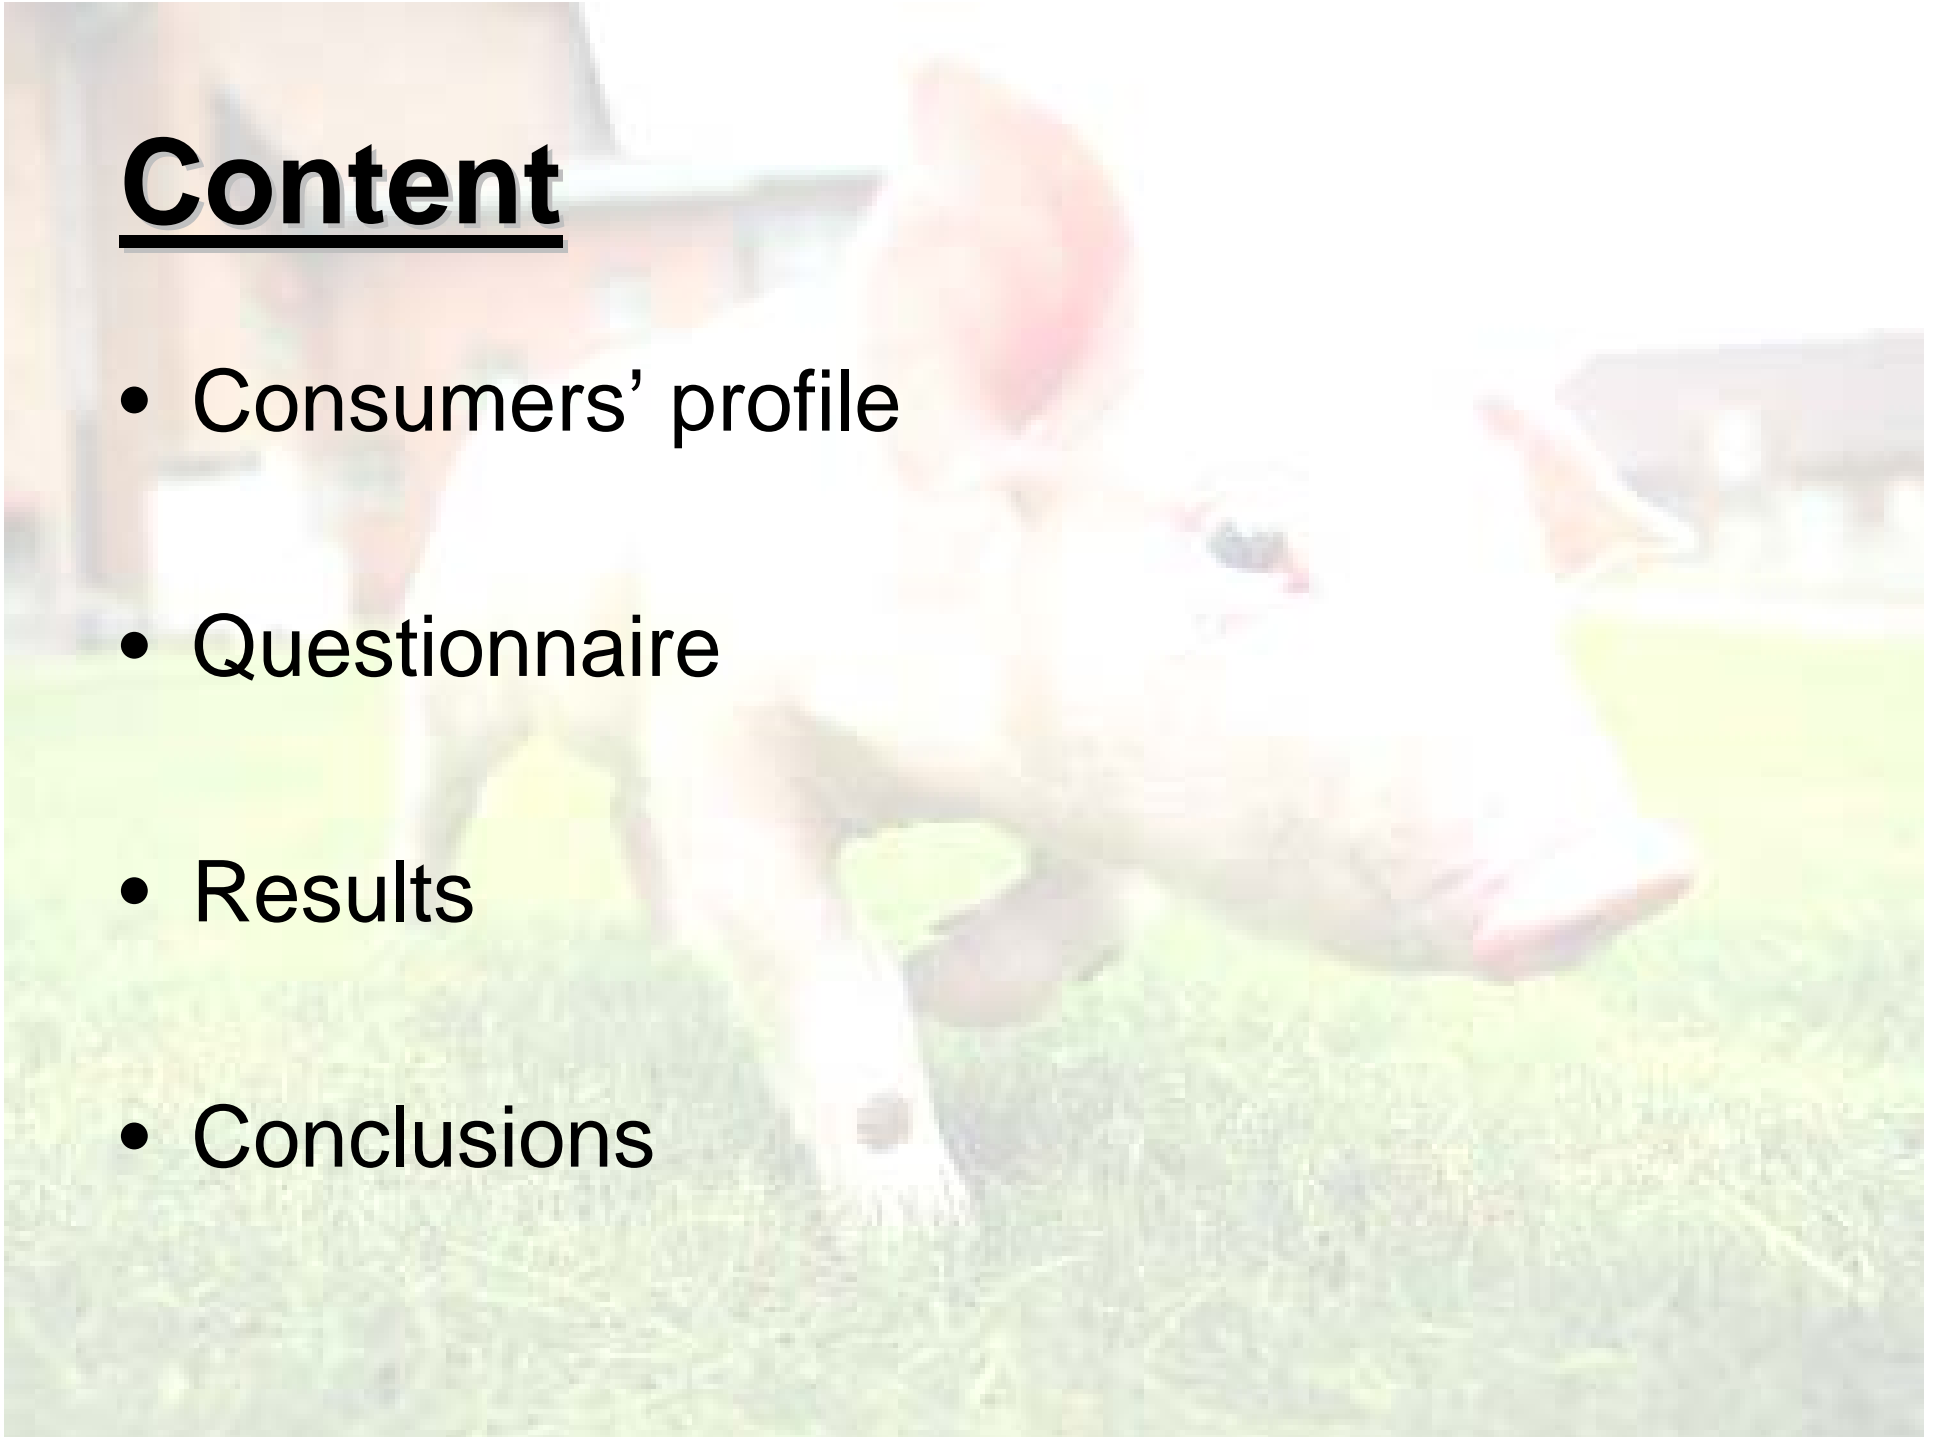 Content
• Consumers’ profile
• Questionnaire
• Results
• Conclusions